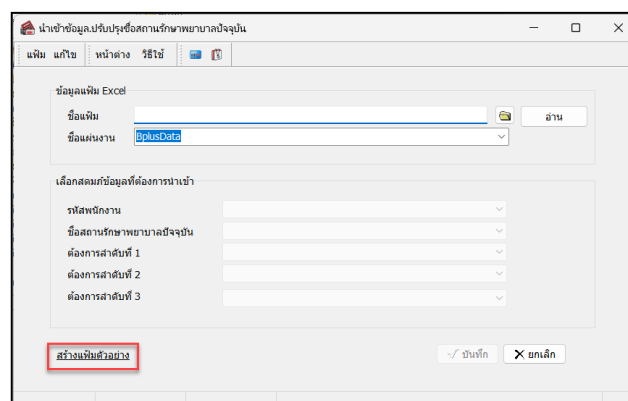 นำเข้าข้อมูล.ปรับปรุงชื่อสถานรักษาพยาบาลปัจจุบัน
แฟ้ม แก้ไข หน้าต่าง วิธีใช้
ข้อมูลแฟ้ม Excel
ชื่อแฟ้ม อ่าน
ชื่อแผ่นงาน BplusData
เลือกสดมภ์ข้อมูลที่ต้องการนำเข้า
รหัสพนักงาน
ชื่อสถานรักษาพยาบาลปัจจุบัน
ต้องการลำดับที่ 1
ต้องการลำดับที่ 2
ต้องการลำดับที่ 3
สร้างแฟ้มตัวอย่าง บันทึก ยกเลิก